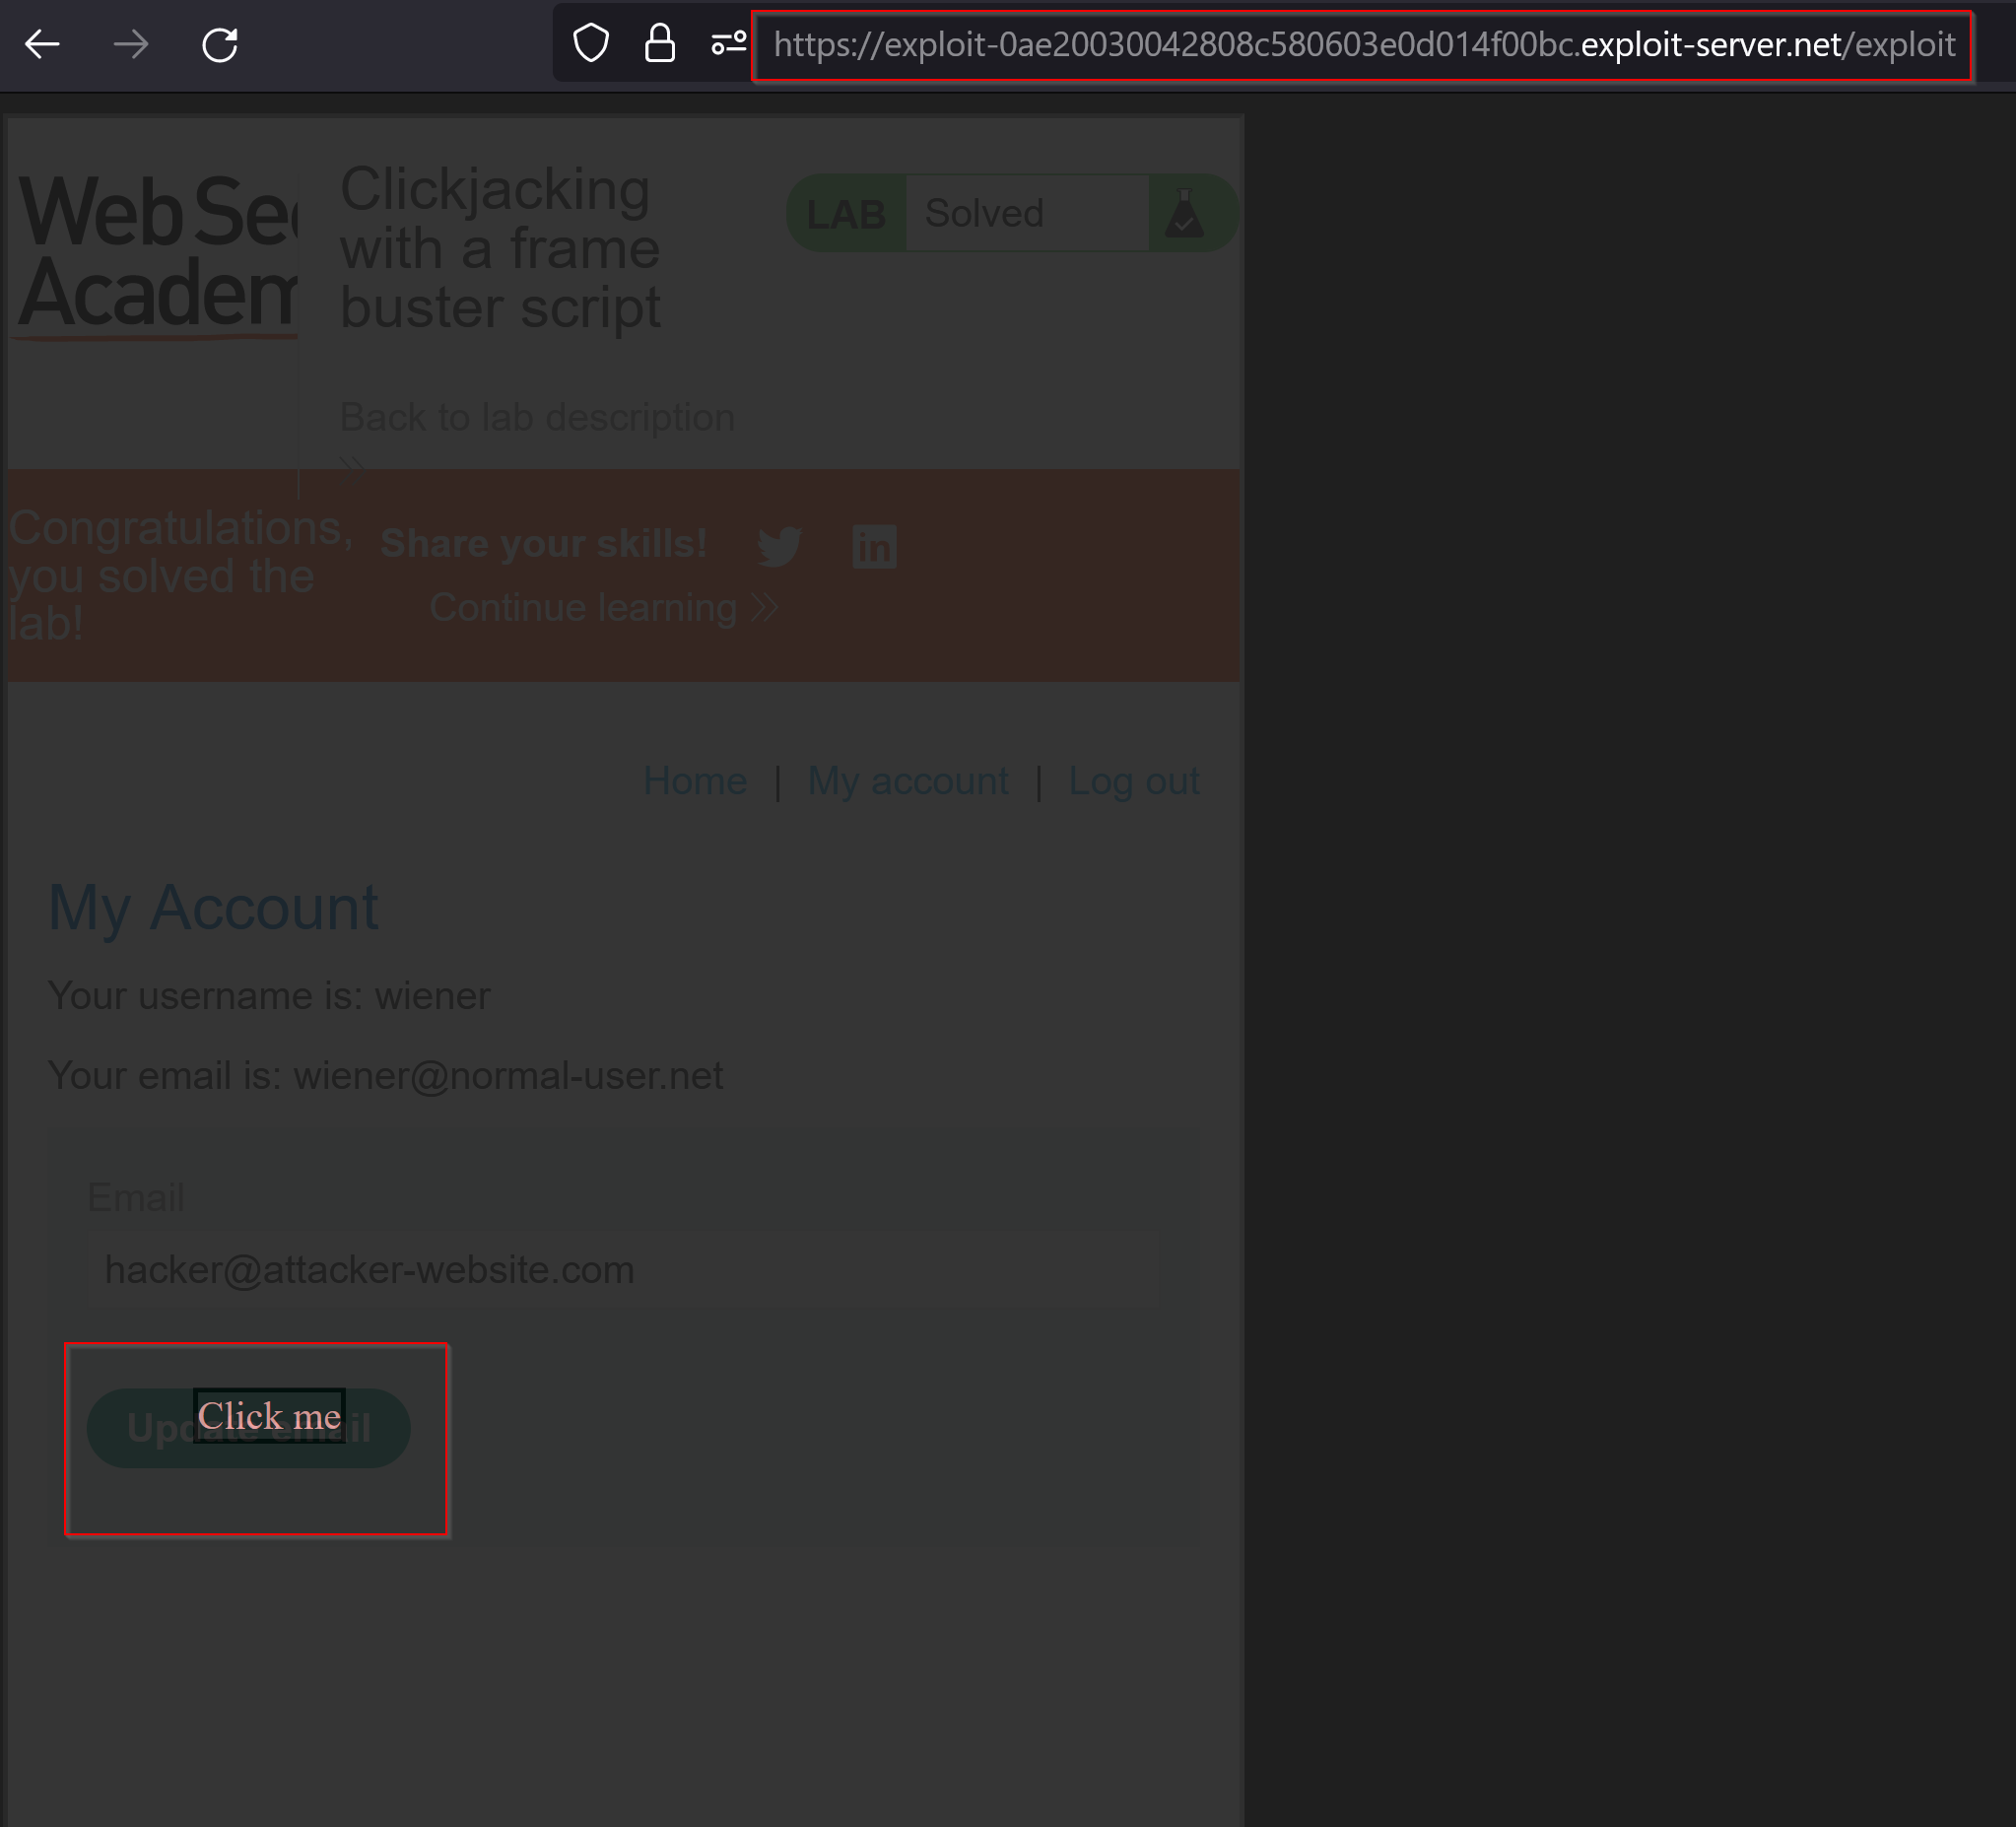 https://exploit-0ae20030042808c580603e0d014f00bc.exploit-server.net/exploit
Web Sec
Academ
Clickjacking
with a frame
buster script
LAB Solved
Back to lab description
Congratulations,
you solved the
lab!
Share your skills!
Continue learning
Home | My account | Log out
My Account
Your username is: wiener
Your email is: wiener@normal-user.net
Email
hacker@attacker-website.com
Update email
Click me